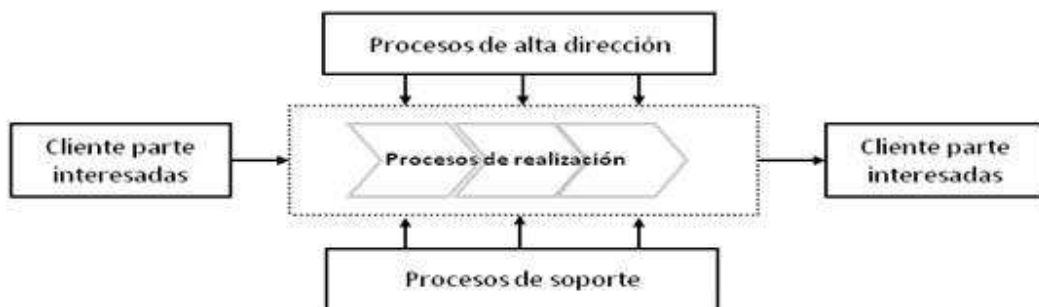 Procesos de alta dirección
Cliente parte
interesadas
Procesos de realización
Cliente parte
interesadas
Procesos de soporte